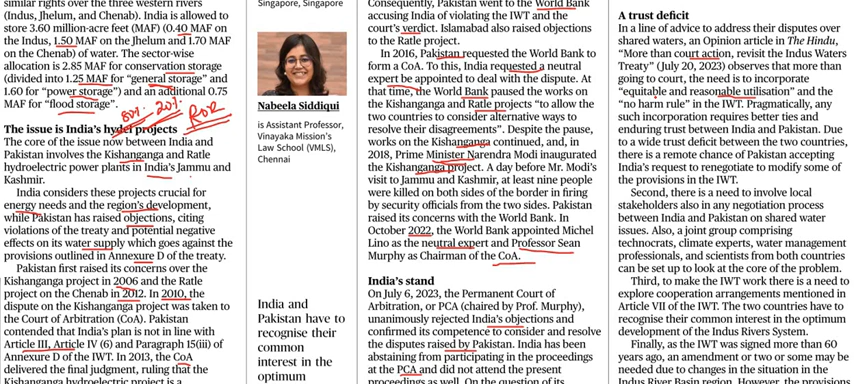 similar rights over the three western rivers
(Indus, Jhelum, and Chenab). India is allowed to
store 3.60 million-acre feet (MAF) (0.40 MAF on
the Indus, 1.50 MAF on the Jhelum and 1.70 MAF
on the Chenab) of water. The sector-wise
allocation is 2.85 MAF for conservation storage
(divided into 1.25 MAF for “general storage” and
1.60 for “power storage”) and an additional 0.75
MAF for “flood storage”.
80% 20% ROR
The issue is India’s hydel projects
The core of the issue now between India and
Pakistan involves the Kishanganga and Ratle
hydroelectric power plants in India’s Jammu and
Kashmir.
India considers these projects crucial for
energy needs and the region’s development,
while Pakistan has raised objections, citing
violations of the treaty and potential negative
effects on its water supply which goes against the
provisions outlined in Annexure D of the treaty.
Pakistan first raised its concerns over the
Kishanganga project in 2006 and the Ratle
project on the Chenab in 2012. In 2010, the
dispute on the Kishanganga project was taken to
the Court of Arbitration (CoA). Pakistan
contended that India’s plan is not in line with
Article III, Article IV (6) and Paragraph 15(iii) of
Annexure D of the IWT. In 2013, the CoA
delivered the final judgment, ruling that the
Kishanganga hydroelectric project is a
Singapore, Singapore
Nabeela Siddiqui
is Assistant Professor,
Vinayaka Mission’s
Law School (VMLS),
Chennai
India and
Pakistan have to
recognise their
common
interest in the
optimum
Consequently, Pakistan went to the World Bank
accusing India of violating the IWT and the
court’s verdict. Islamabad also raised objections
to the Ratle project.
In 2016, Pakistan requested the World Bank to
form a CoA. To this, India requested a neutral
expert be appointed to deal with the dispute. At
that time, the World Bank paused the works on
the Kishanganga and Ratle projects “to allow the
two countries to consider alternative ways to
resolve their disagreements”. Despite the pause,
works on the Kishanganga continued, and, in
2018, Prime Minister Narendra Modi inaugurated
the Kishanganga project. A day before Mr. Modi’s
visit to Jammu and Kashmir, at least nine people
were killed on both sides of the border in firing
by security officials from the two sides. Pakistan
raised its concerns with the World Bank. In
October 2022, the World Bank appointed Michel
Lino as the neutral expert and Professor Sean
Murphy as Chairman of the CoA.
India’s stand
On July 6, 2023, the Permanent Court of
Arbitration, or PCA (chaired by Prof. Murphy),
unanimously rejected India’s objections and
confirmed its competence to consider and resolve
the disputes raised by Pakistan. India has been
abstaining from participating in the proceedings
at the PCA and did not attend the present
proceedings as well. On the question of its
A trust deficit
In a line of advice to address their disputes over
shared waters, an Opinion article in The Hindu,
“More than court action, revisit the Indus Waters
Treaty” (July 20, 2023) observes that more than
going to court, the need is to incorporate
“equitable and reasonable utilisation” and the
“no harm rule” in the IWT. Pragmatically, any
such incorporation requires better ties and
enduring trust between India and Pakistan. Due
to a wide trust deficit between the two countries,
there is a remote chance of Pakistan accepting
India’s request to renegotiate to modify some of
the provisions in the IWT.
Second, there is a need to involve local
stakeholders also in any negotiation process
between India and Pakistan on shared water
issues. Also, a joint group comprising
technocrats, climate experts, water management
professionals, and scientists from both countries
can be set up to look at the core of the problem.
Third, to make the IWT work there is a need to
explore cooperation arrangements mentioned in
Article VII of the IWT. The two countries have to
recognise their common interest in the optimum
development of the Indus Rivers System.
Finally, as the IWT was signed more than 60
years ago, an amendment or two or some may be
needed due to changes in the situation in the
Indus River Basin region. However, the provisions